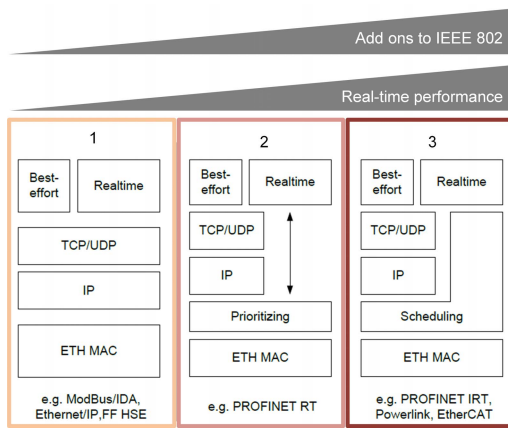 Add ons to IEEE 802
Real-time performance
1
Best-
effort
Realtime
TCP/UDP
IP
ETH MAC
e.g. ModBus/IDA,
Ethernet/IP,FF HSE
2
Best-
effort
Realtime
TCP/UDP
IP
Prioritizing
ETH MAC
e.g. PROFINET RT
3
Best-
effort
Realtime
TCP/UDP
IP
Scheduling
ETH MAC
e.g. PROFINET IRT,
Powerlink, EtherCAT